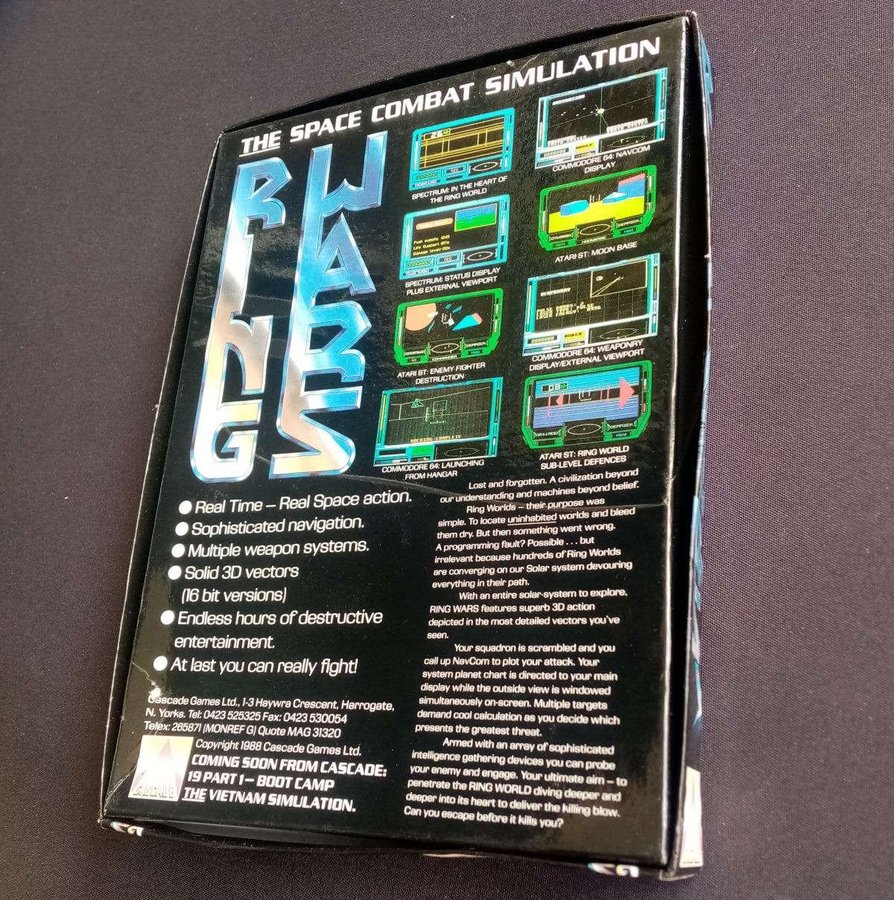 THE SPACE COMBAT SIMULATION
RING
WARS
SPECTRUM: IN THE HEART OF
THE RING WORLD
COMMODORE 64: NAVCOM
DISPLAY
SPECTRUM: STATUS DISPLAY
PLUS EXTERNAL VIEWPORT
ATARI ST: MOON BASE
ATARI ST: ENEMY FIGHTER
DESTRUCTION
COMMODORE 64: WEAPONRY
DISPLAY/EXTERNAL VIEWPORT
COMMODORE 64: LAUNCHING
FROM HANGAR
ATARI ST: RING WORLD
SUB-LEVEL DEFENCES
● Real Time – Real Space action.
● Sophisticated navigation.
● Multiple weapon systems.
● Solid 3D vectors
(16 bit versions)
● Endless hours of destructive
entertainment.
● At last you can really fight!
Cascade Games Ltd., 1-3 Haywra Crescent, Harrogate,
N. Yorks. Tel: 0423 525325 Fax: 0423 530054
Telex: 265871 (MONREF G) Quote MAG 31320
Copyright 1988 Cascade Games Ltd.
COMING SOON FROM CASCADE:
19 PART 1 – BOOT CAMP
THE VIETNAM SIMULATION.
CASCADE
Lost and forgotten. A civilization beyond
our understanding and machines beyond belief.
Ring Worlds – their purpose was
simple. To locate uninhabited worlds and bleed
them dry. But then something went wrong.
A programming fault? Possible . . . but
irrelevant because hundreds of Ring Worlds
are converging on our Solar system devouring
everything in their path.
With an entire solar-system to explore,
RING WARS features superb 3D action
depicted in the most detailed vectors you've
seen.
Your squadron is scrambled and you
call up NavCom to plot your attack. Your
system planet chart is directed to your main
display while the outside view is windowed
simultaneously on-screen. Multiple targets
demand cool calculation as you decide which
presents the greatest threat.
Armed with an array of sophisticated
intelligence gathering devices you can probe
your enemy and engage. Your ultimate aim – to
penetrate the RING WORLD diving deeper and
deeper into its heart to deliver the killing blow.
Can you escape before it kills you?